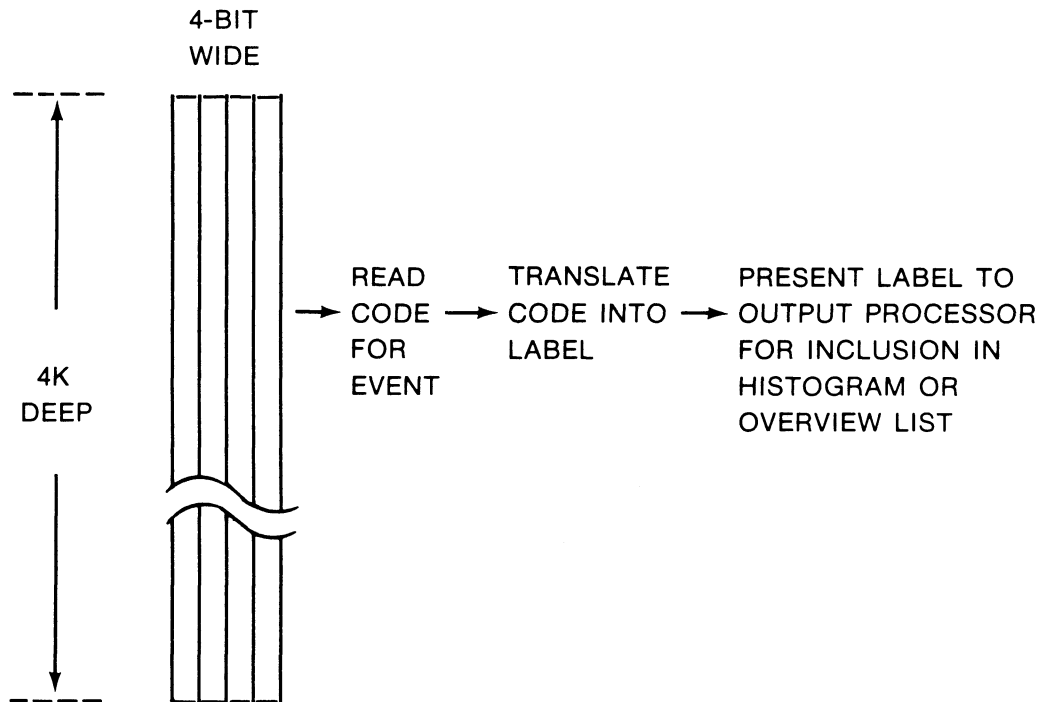 4-BIT
WIDE
4K
DEEP
READ
CODE
FOR
EVENT
TRANSLATE
CODE INTO
LABEL
PRESENT LABEL TO
OUTPUT PROCESSOR
FOR INCLUSION IN
HISTOGRAM OR
OVERVIEW LIST